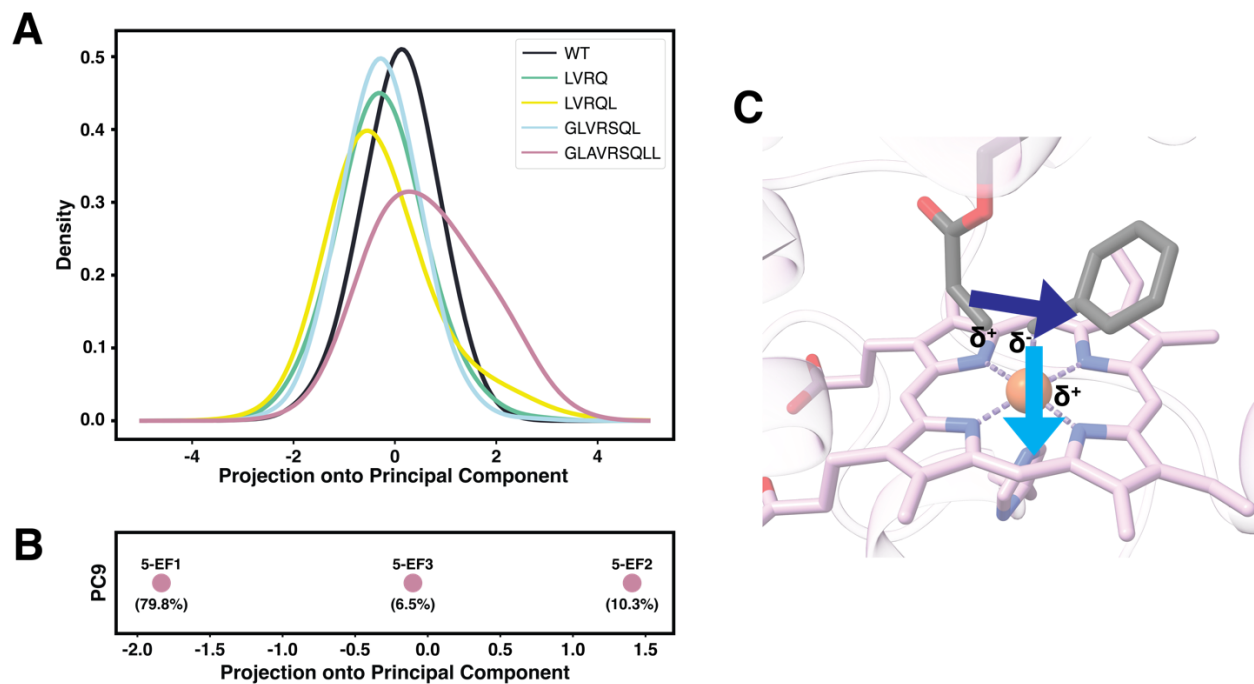 A
0.5
0.4
0.3
0.2
0.1
0.0
Density
WT
LVRQ
LVRQL
GLVRSQL
GLAVRSQLL
-4 -2 0 2 4
Projection onto Principal Component
B
PC9
5-EF1 5-EF3 5-EF2
(79.8%) (6.5%) (10.3%)
-2.0 -1.5 -1.0 -0.5 0.0 0.5 1.0 1.5
Projection onto Principal Component
C
δ+ δ-
δ+